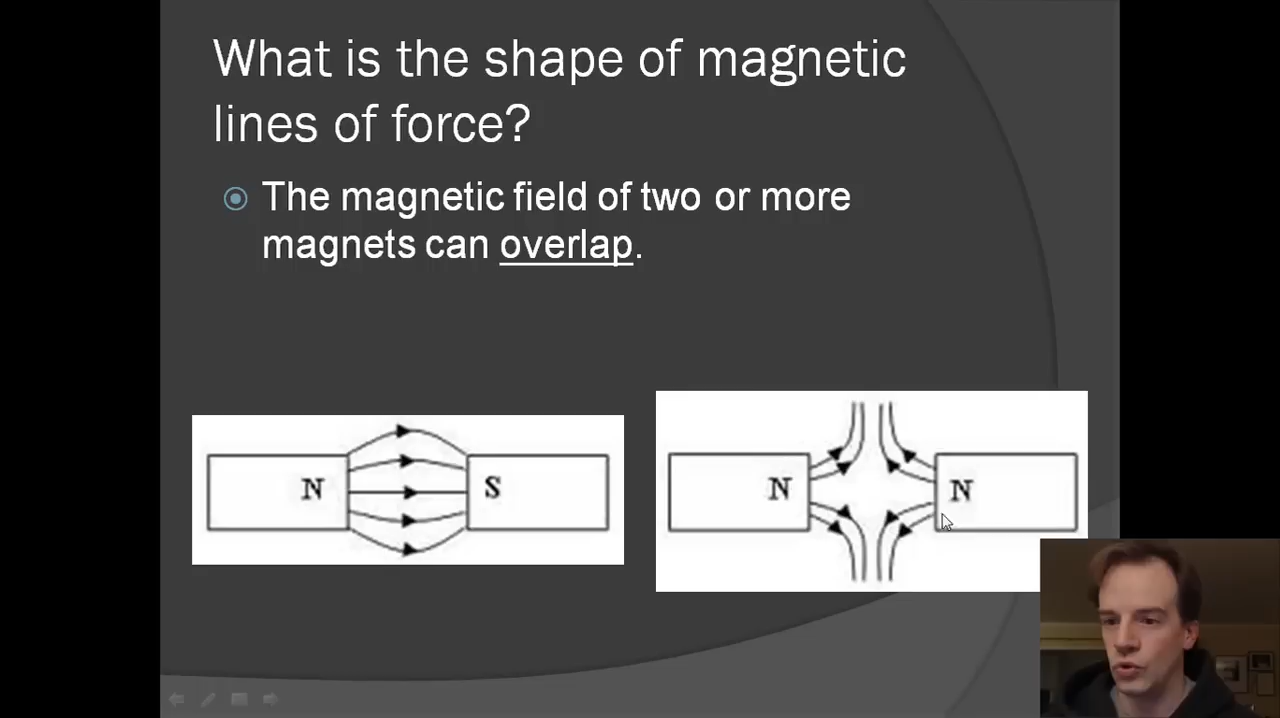 What is the shape of magnetic
lines of force?
The magnetic field of two or more
magnets can overlap.
N S
N N